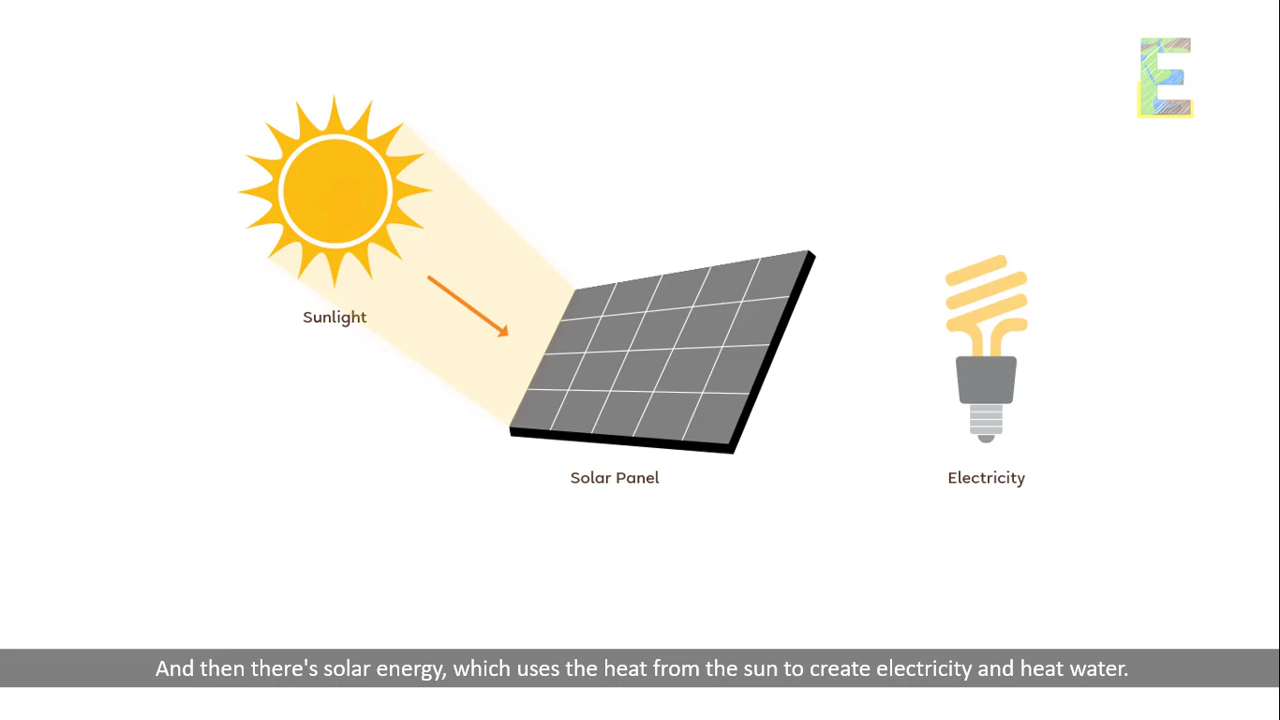 E
Sunlight
Solar Panel
Electricity
And then there's solar energy, which uses the heat from the sun to create electricity and heat water.